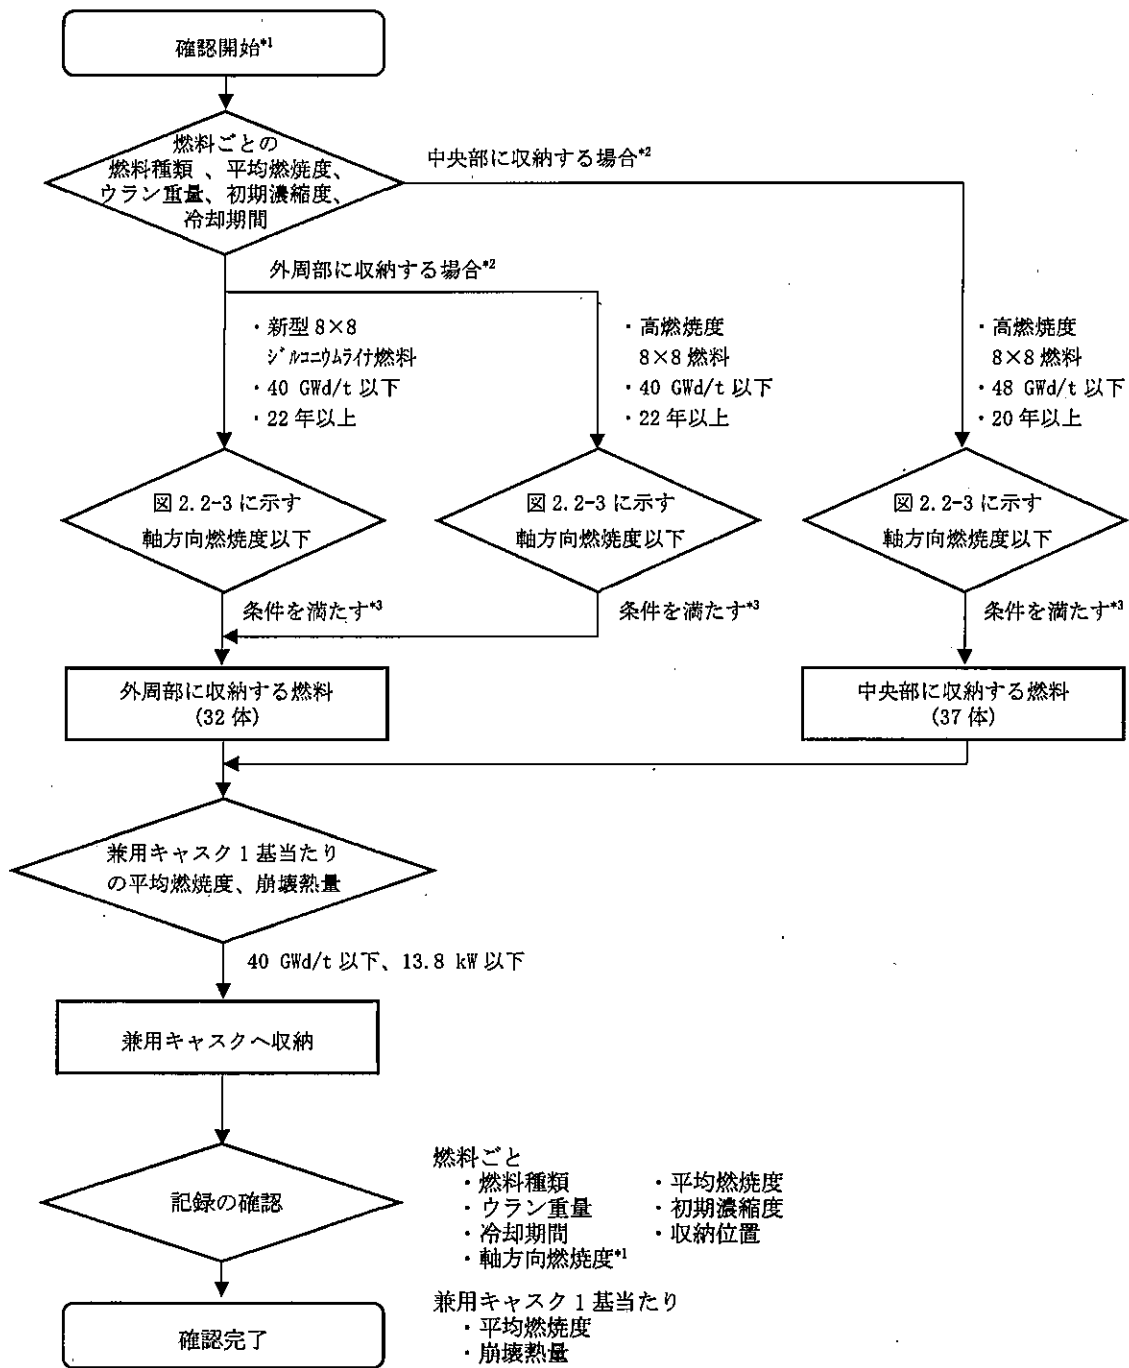 確認開始*1
燃料ごとの
燃料種類、平均燃焼度、
ウラン重量、初期濃縮度、
冷却期間
中央部に収納する場合*2
外周部に収納する場合*2
・新型8×8
ジルコニウムライナ燃料
・40 GWd/t 以下
・22年以上
・高燃焼度
8×8燃料
・40 GWd/t 以下
・22年以上
・高燃焼度
8×8燃料
・48 GWd/t 以下
・20年以上
図2.2-3に示す
軸方向燃焼度以下
図2.2-3に示す
軸方向燃焼度以下
図2.2-3に示す
軸方向燃焼度以下
条件を満たす*3
条件を満たす*3
条件を満たす*3
外周部に収納する燃料
(32体)
中央部に収納する燃料
(37体)
兼用キャスク1基当たり
の平均燃焼度、崩壊熱量
40 GWd/t 以下、13.8 kW 以下
兼用キャスクへ収納
記録の確認
燃料ごと
・燃料種類 ・平均燃焼度
・ウラン重量 ・初期濃縮度
・冷却期間 ・収納位置
・軸方向燃焼度*1
兼用キャスク1基当たり
・平均燃焼度
・崩壊熱量
確認完了